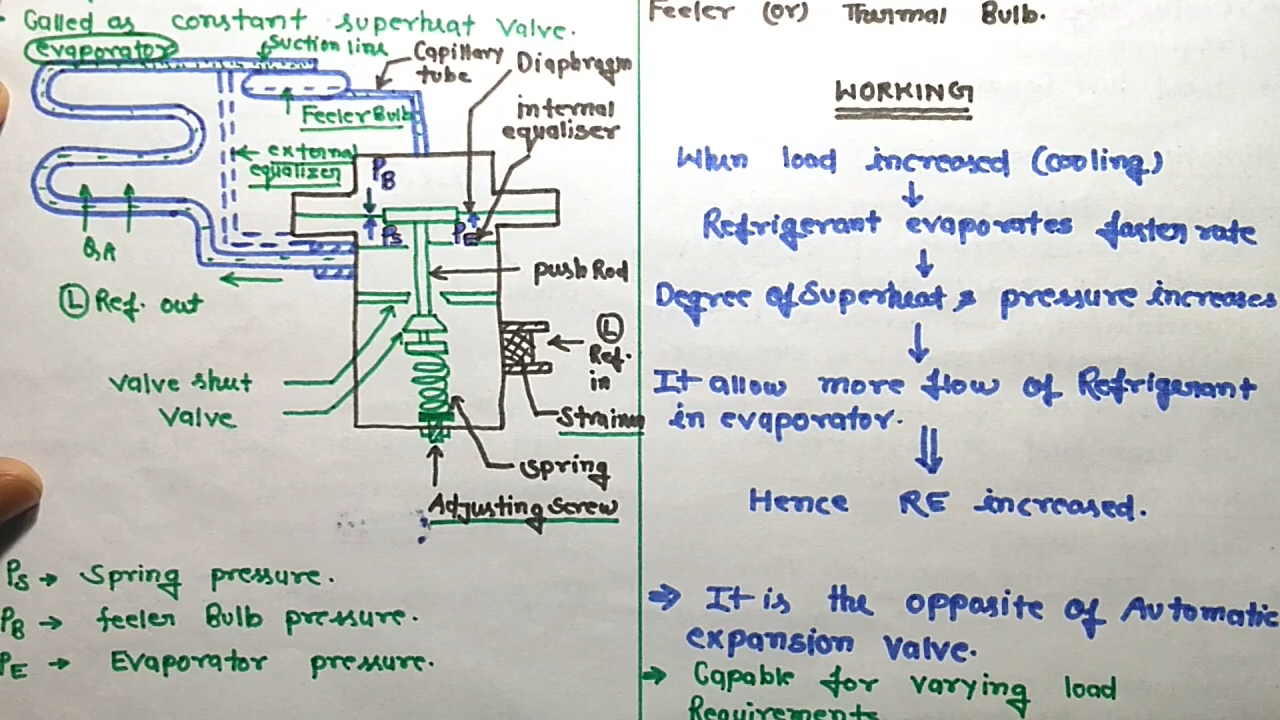 Called as constant superheat valve.
evaporator
suction line
Capillary
tube
Diaphragm
Feeler Bulb
internal
equaliser
external
equalizer
PB
PS
PE
QA
push Rod
L Ref. out
L
Ref.
in
valve shut
Valve
Strainer
spring
Adjusting Screw
PS → Spring pressure.
PB → feeler Bulb pressure.
PE → Evaporator pressure.
Feeler (or) Thermal Bulb.
WORKING
When load increased (cooling)
Refrigerant evaporates faster rate
Degree of Superheat & pressure increases
It allow more flow of Refrigerant
in evaporator.
Hence RE increased.
⇒ It is the opposite of Automatic
expansion valve.
→ Capable for varying load
Requirements